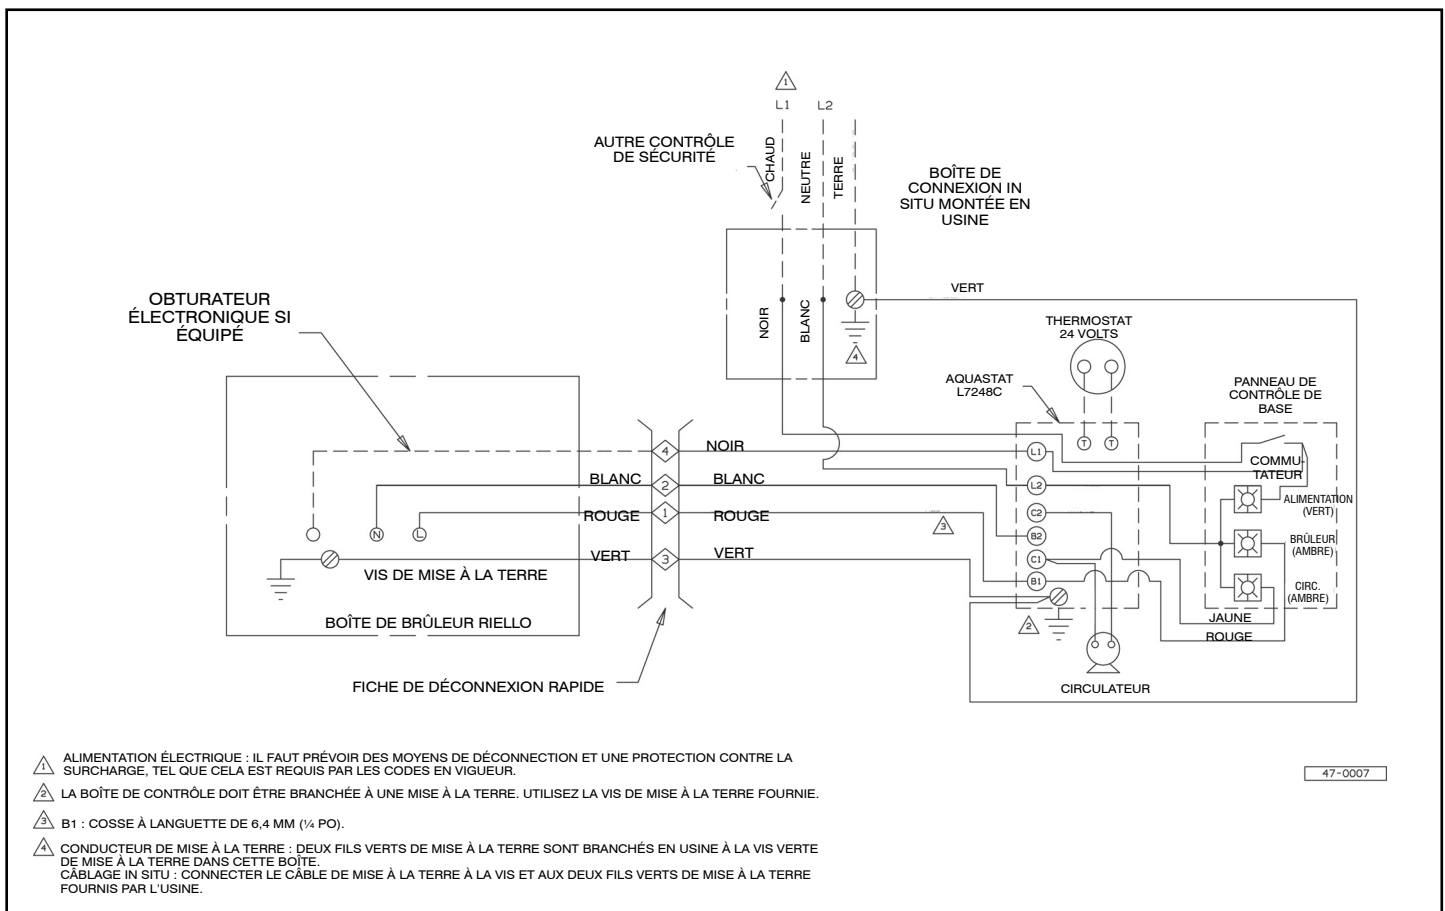 1
L1 L2
AUTRE CONTRÔLE
DE SÉCURITÉ
CHAUD
NEUTRE
TERRE
BOÎTE DE
CONNEXION IN
SITU MONTÉE EN
USINE
NOIR
BLANC
4
VERT
OBTURATEUR
ÉLECTRONIQUE SI
ÉQUIPÉ
THERMOSTAT
24 VOLTS
AQUASTAT
L7248C
T T
PANNEAU DE
CONTRÔLE DE
BASE
COMMU-
TATEUR
ALIMENTATION
(VERT)
BRÛLEUR
(AMBRE)
CIRC.
(AMBRE)
4 NOIR L1
BLANC 2 BLANC L2
ROUGE 1 ROUGE C2
3
N L
B2
VERT 3 VERT C1
B1
VIS DE MISE À LA TERRE
BOÎTE DE BRÛLEUR RIELLO
2
JAUNE
ROUGE
FICHE DE DÉCONNEXION RAPIDE
CIRCULATEUR
1 ALIMENTATION ÉLECTRIQUE : IL FAUT PRÉVOIR DES MOYENS DE DÉCONNECTION ET UNE PROTECTION CONTRE LA
SURCHARGE, TEL QUE CELA EST REQUIS PAR LES CODES EN VIGUEUR.
2 LA BOÎTE DE CONTRÔLE DOIT ÊTRE BRANCHÉE À UNE MISE À LA TERRE. UTILISEZ LA VIS DE MISE À LA TERRE FOURNIE.
3 B1 : COSSE À LANGUETTE DE 6,4 MM (¼ PO).
4 CONDUCTEUR DE MISE À LA TERRE : DEUX FILS VERTS DE MISE À LA TERRE SONT BRANCHÉS EN USINE À LA VIS VERTE
DE MISE À LA TERRE DANS CETTE BOÎTE.
CÂBLAGE IN SITU : CONNECTER LE CÂBLE DE MISE À LA TERRE À LA VIS ET AUX DEUX FILS VERTS DE MISE À LA TERRE
FOURNIS PAR L'USINE.
47-0007